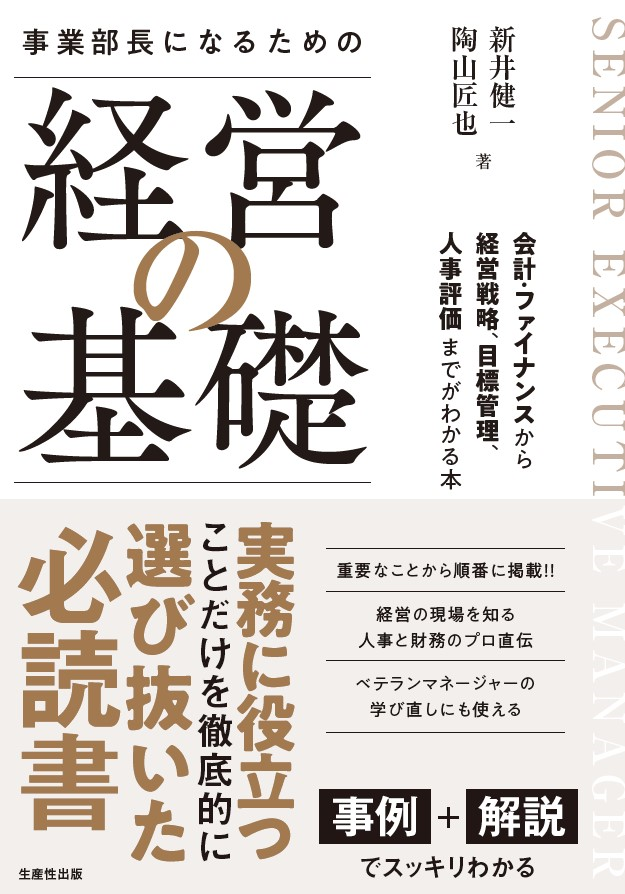 事業部長になるための
経営
の
基礎
新井健一
陶山匠也
著
会計・ファイナンスから
経営戦略、目標管理、
人事評価までがわかる本
SENIOR EXECUTIVE MANAGER
実務に役立つ
ことだけを徹底的に
選び抜いた
必読書
重要なことから順番に掲載!!
経営の現場を知る
人事と財務のプロ直伝
ベテランマネージャーの
学び直しにも使える
事例+解説
でスッキリわかる
生産性出版